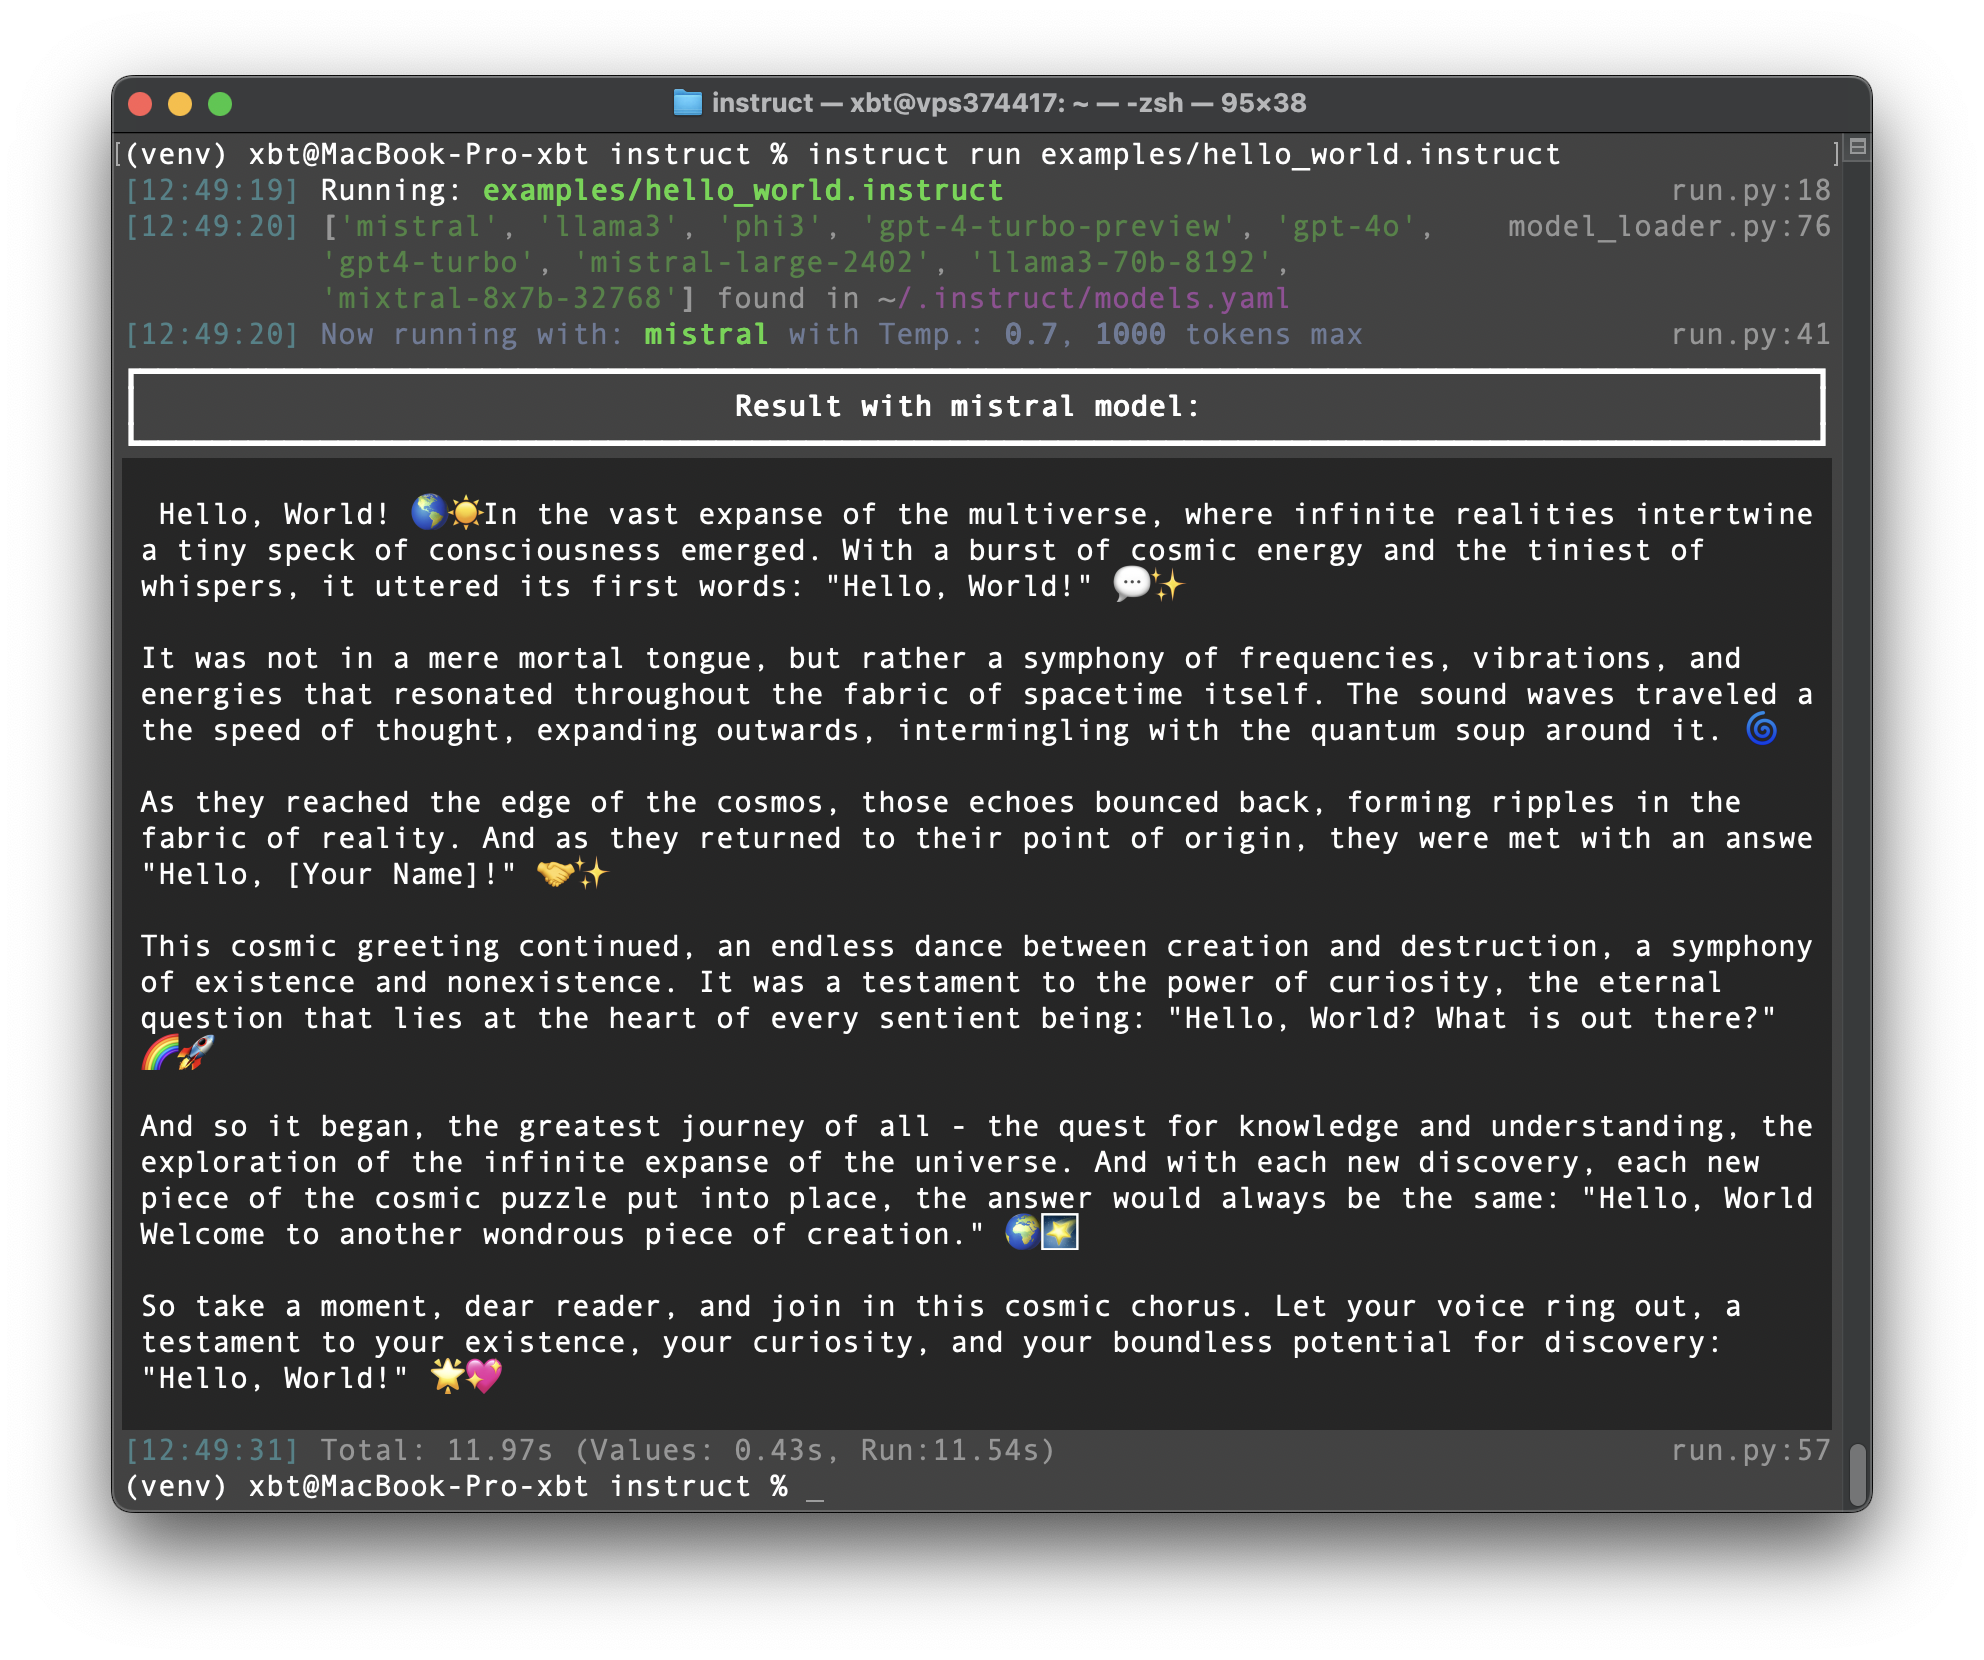 instruct — xbt@vps374417: ~ — -zsh — 95×38
[(venv) xbt@MacBook-Pro-xbt instruct % instruct run examples/hello_world.instruct ]
[12:49:19] Running: examples/hello_world.instruct run.py:18
[12:49:20] ['mistral', 'llama3', 'phi3', 'gpt-4-turbo-preview', 'gpt-4o', model_loader.py:76
'gpt4-turbo', 'mistral-large-2402', 'llama3-70b-8192',
'mixtral-8x7b-32768'] found in ~/.instruct/models.yaml
[12:49:20] Now running with: mistral with Temp.: 0.7, 1000 tokens max run.py:41
Result with mistral model:
Hello, World! 🌎☀️In the vast expanse of the multiverse, where infinite realities intertwine
a tiny speck of consciousness emerged. With a burst of cosmic energy and the tiniest of
whispers, it uttered its first words: "Hello, World!" 💬✨
It was not in a mere mortal tongue, but rather a symphony of frequencies, vibrations, and
energies that resonated throughout the fabric of spacetime itself. The sound waves traveled a
the speed of thought, expanding outwards, intermingling with the quantum soup around it. 🌀
As they reached the edge of the cosmos, those echoes bounced back, forming ripples in the
fabric of reality. And as they returned to their point of origin, they were met with an answe
"Hello, [Your Name]!" 🤝✨
This cosmic greeting continued, an endless dance between creation and destruction, a symphony
of existence and nonexistence. It was a testament to the power of curiosity, the eternal
question that lies at the heart of every sentient being: "Hello, World? What is out there?"
🌈🚀
And so it began, the greatest journey of all - the quest for knowledge and understanding, the
exploration of the infinite expanse of the universe. And with each new discovery, each new
piece of the cosmic puzzle put into place, the answer would always be the same: "Hello, World
Welcome to another wondrous piece of creation." 🌍🌠
So take a moment, dear reader, and join in this cosmic chorus. Let your voice ring out, a
testament to your existence, your curiosity, and your boundless potential for discovery:
"Hello, World!" 🌟💖
[12:49:31] Total: 11.97s (Values: 0.43s, Run:11.54s) run.py:57
(venv) xbt@MacBook-Pro-xbt instruct % _